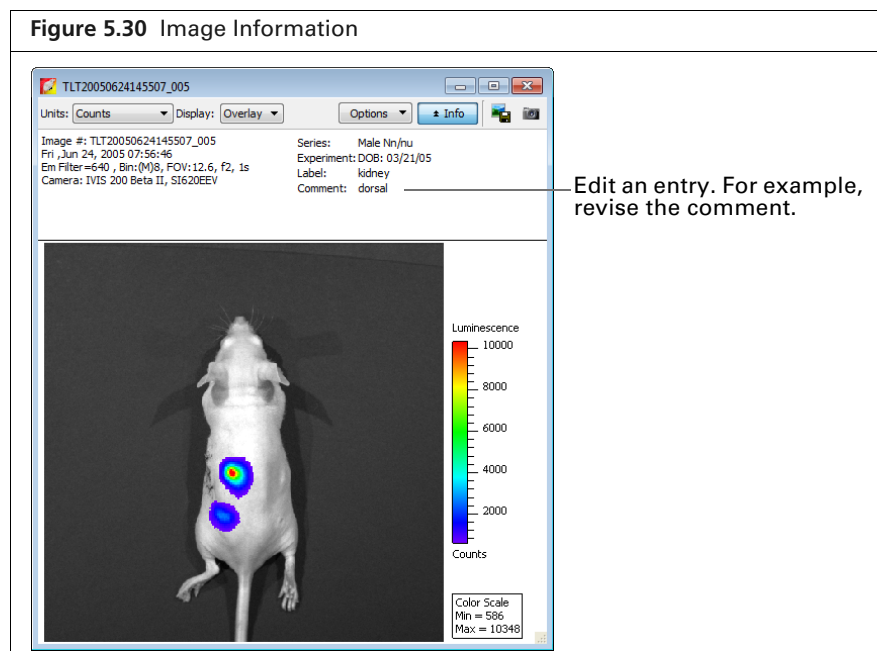 Figure 5.30 Image Information
TLT20050624145507_005
Units: Counts Display: Overlay Options Info
Image #: TLT20050624145507_005
Fri ,Jun 24, 2005 07:56:46
Em Filter=640 , Bin:(M)8, FOV:12.6, f2, 1s
Camera: IVIS 200 Beta II, SI620EEV
Series: Male Nn/nu
Experiment: DOB: 03/21/05
Label: kidney
Comment: dorsal
Edit an entry. For example,
revise the comment.
Luminescence
10000
8000
6000
4000
2000
Counts
Color Scale
Min = 586
Max = 10348